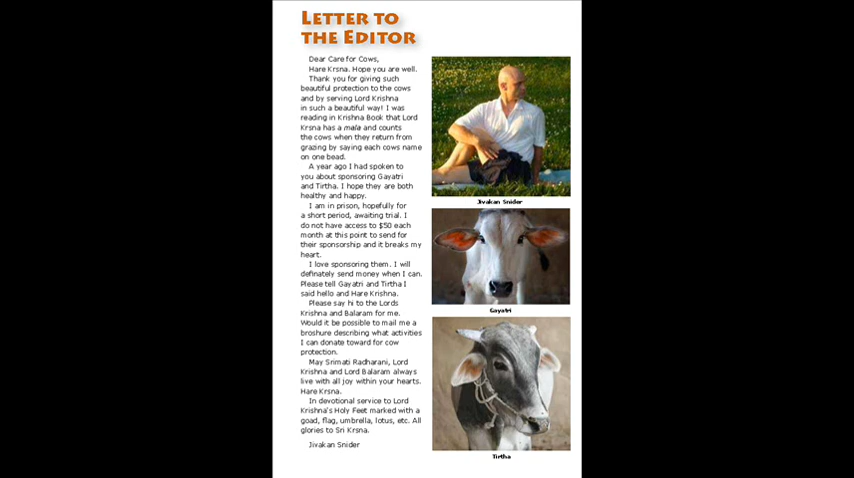 LETTER TO
THE EDITOR
Dear Care for Cows,
Hare Krsna. Hope you are well.
Thank you for giving such
beautiful protection to the cows
and by serving Lord Krishna
in such a beautiful way! I was
reading in Krishna Book that Lord
Krsna has a mala and counts
the cows when they return from
grazing by saying each cows name
on one bead.
A year ago I had spoken to
you about sponsoring Gayatri
and Tirtha. I hope they are both
healthy and happy.
I am in prison, hopefully for
a short period, awaiting trial. I
do not have access to $50 each
month at this point to send for
their sponsorship and it breaks my
heart.
I love sponsoring them. I will
definately send money when I can.
Please tell Gayatri and Tirtha I
said hello and Hare Krishna.
Please say hi to the Lords
Krishna and Balaram for me.
Would it be possible to mail me a
broshure describing what activities
I can donate toward for cow
protection.
May Srimati Radharani, Lord
Krishna and Lord Balaram always
live with all joy within your hearts.
Hare Krsna.
In devotional service to Lord
Krishna's Holy Feet marked with a
goad, flag, umbrella, lotus, etc. All
glories to Sri Krsna.
Jivakan Snider
Jivakan Snider
Gayatri
Tirtha